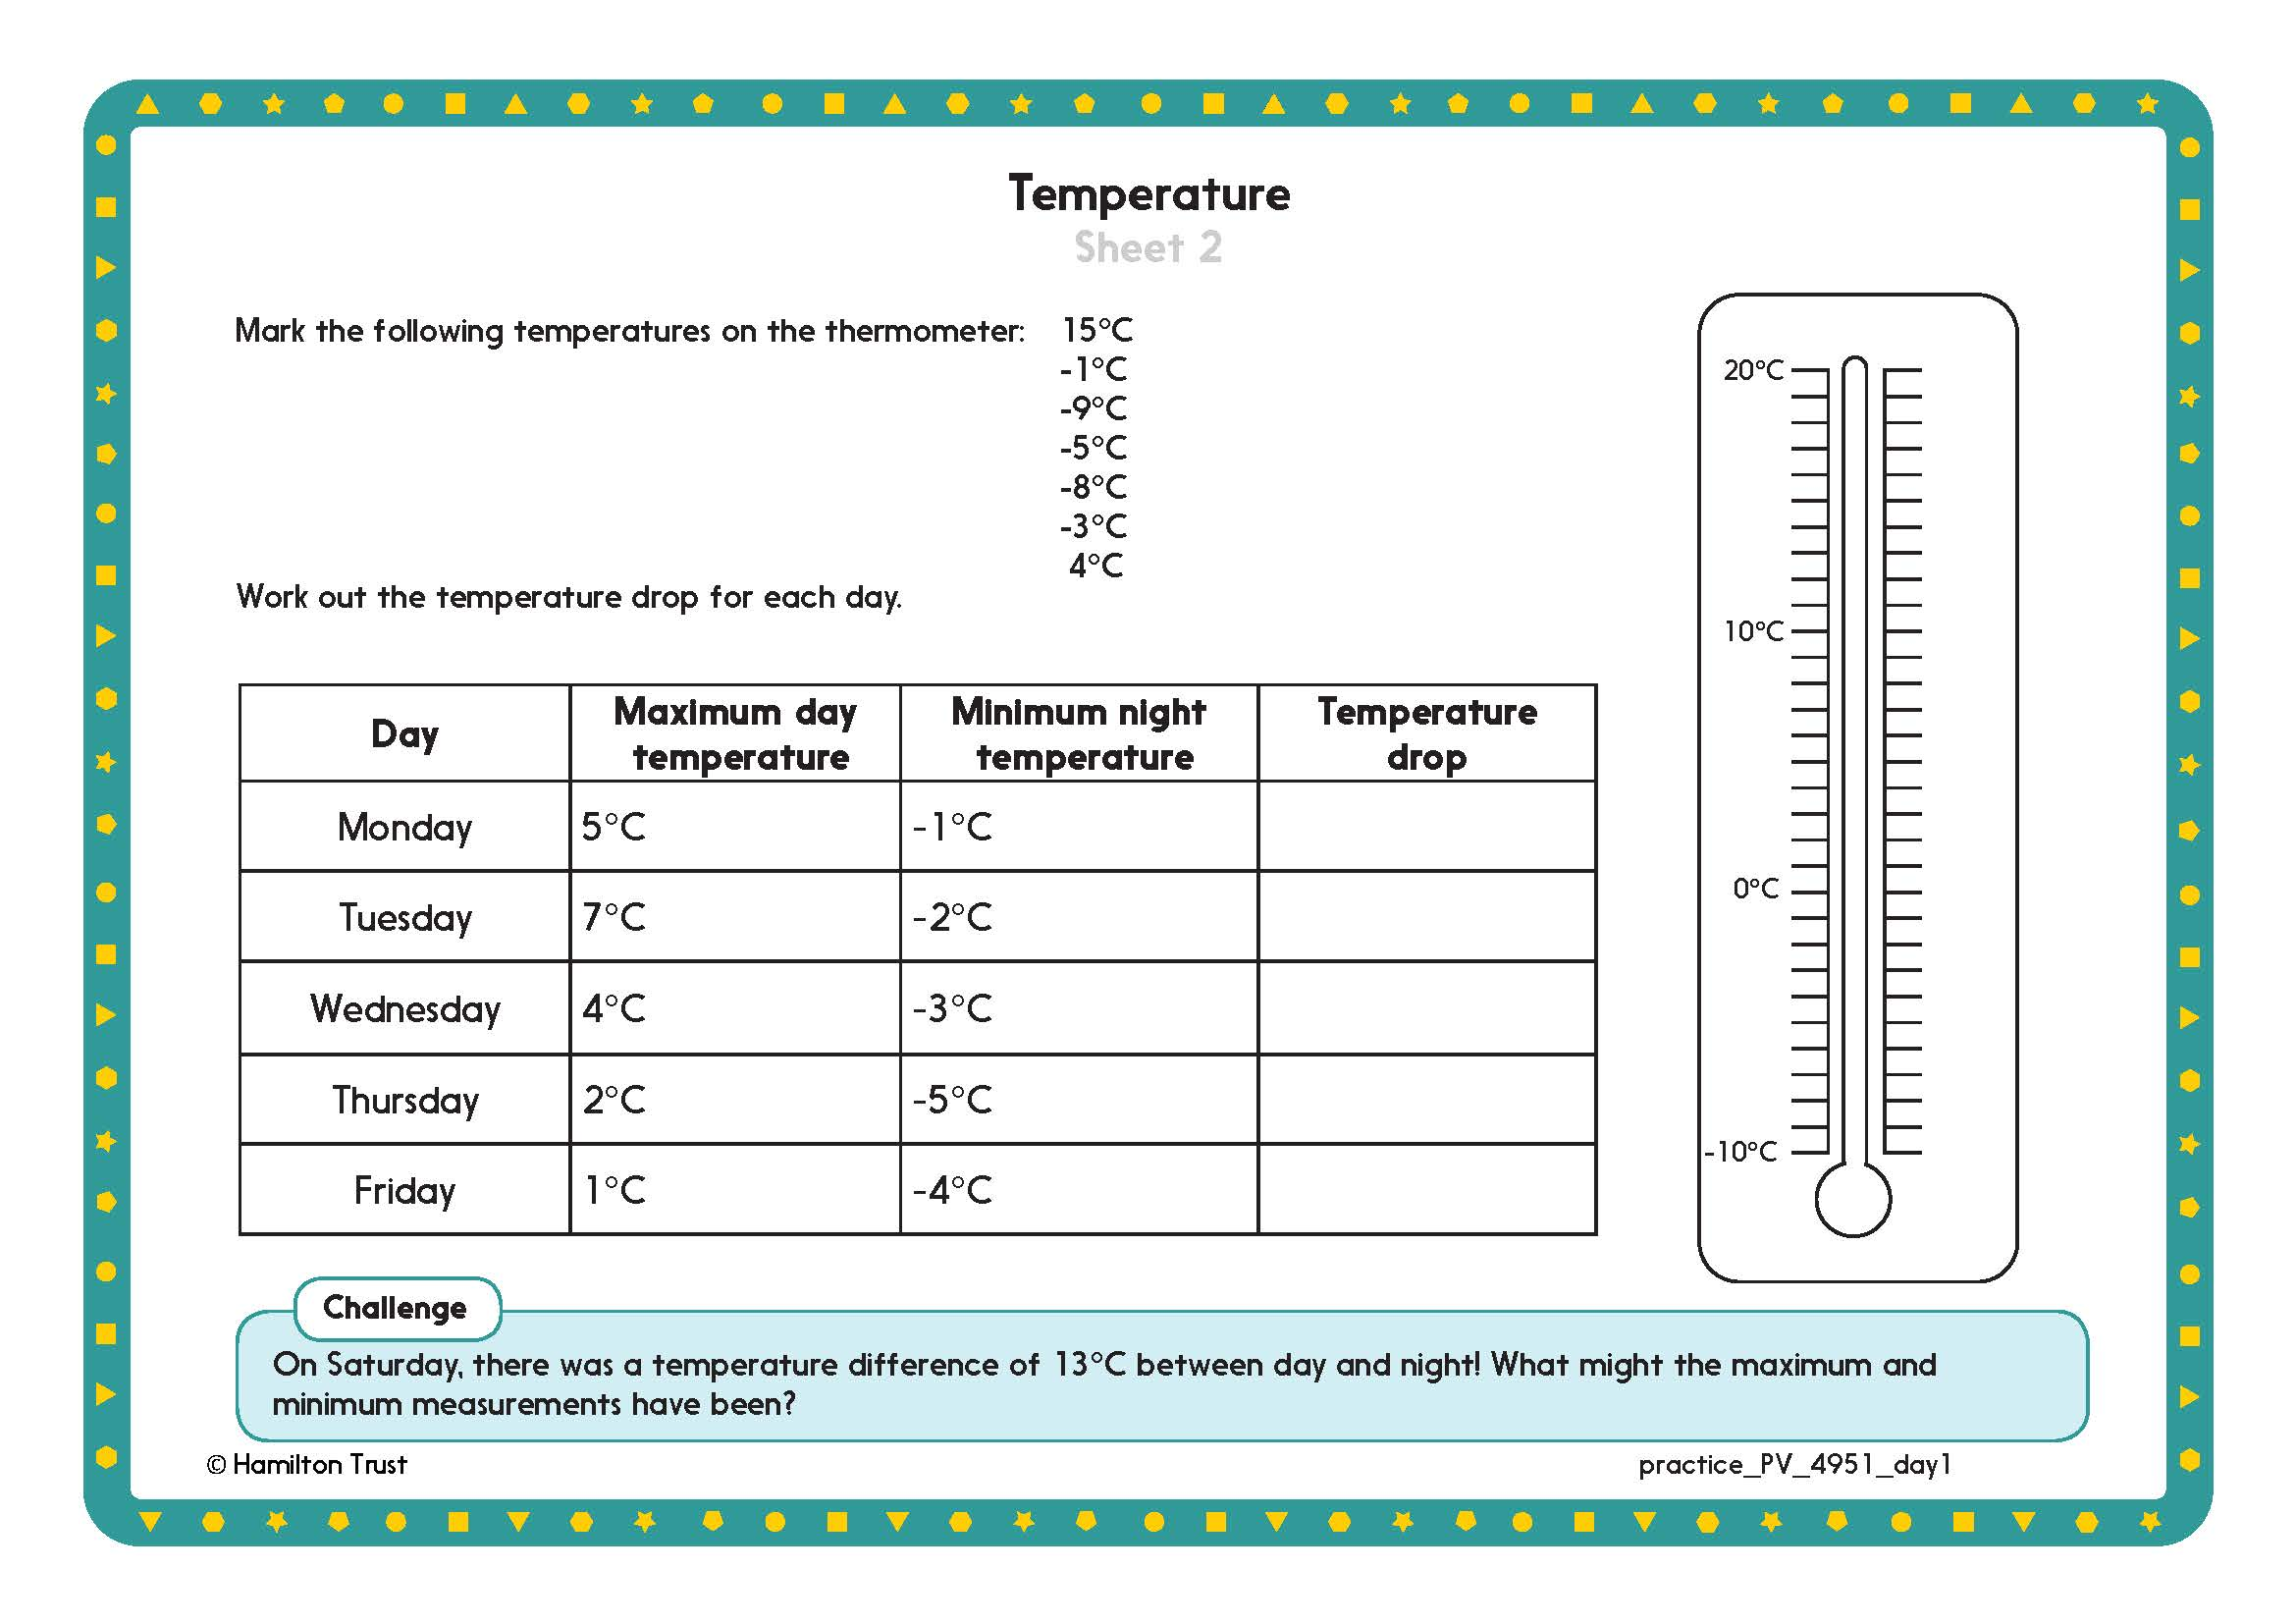 Temperature
Sheet 2
Mark the following temperatures on the thermometer: 15°C
-1°C
-9°C
-5°C
-8°C
-3°C
4°C
Work out the temperature drop for each day.
Day Maximum day temperature Minimum night temperature Temperature drop
Monday 5°C -1°C
Tuesday 7°C -2°C
Wednesday 4°C -3°C
Thursday 2°C -5°C
Friday 1°C -4°C
20°C
10°C
0°C
-10°C
Challenge
On Saturday, there was a temperature difference of 13°C between day and night! What might the maximum and
minimum measurements have been?
© Hamilton Trust practice_PV_4951_day1